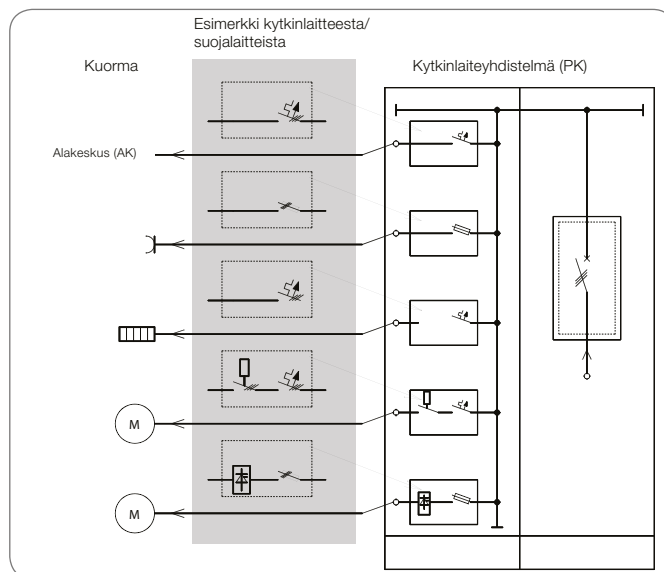 Esimerkki kytkinlaitteesta/
suojalaitteista
Kuorma
Kytkinlaiteyhdistelmä (PK)
Alakeskus (AK)
M
M